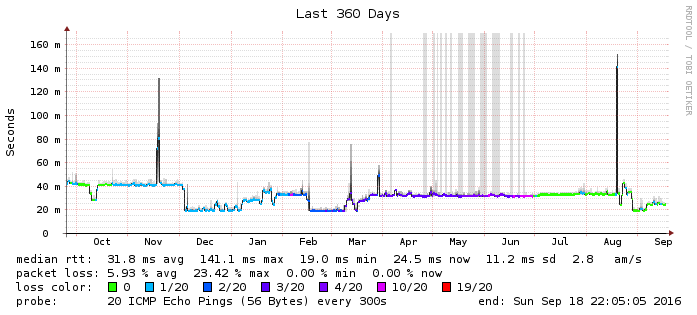 Last 360 Days
RRDTOOL / TOBI OETIKER
Seconds
160 m
140 m
120 m
100 m
80 m
60 m
40 m
20 m
0
Oct Nov Dec Jan Feb Mar Apr May Jun Jul Aug Sep
median rtt: 31.8 ms avg 141.1 ms max 19.0 ms min 24.5 ms now 11.2 ms sd 2.8 am/s
packet loss: 5.93 % avg 23.42 % max 0.00 % min 0.00 % now
loss color: 0 1/20 2/20 3/20 4/20 10/20 19/20
probe: 20 ICMP Echo Pings (56 Bytes) every 300s end: Sun Sep 18 22:05:05 2016